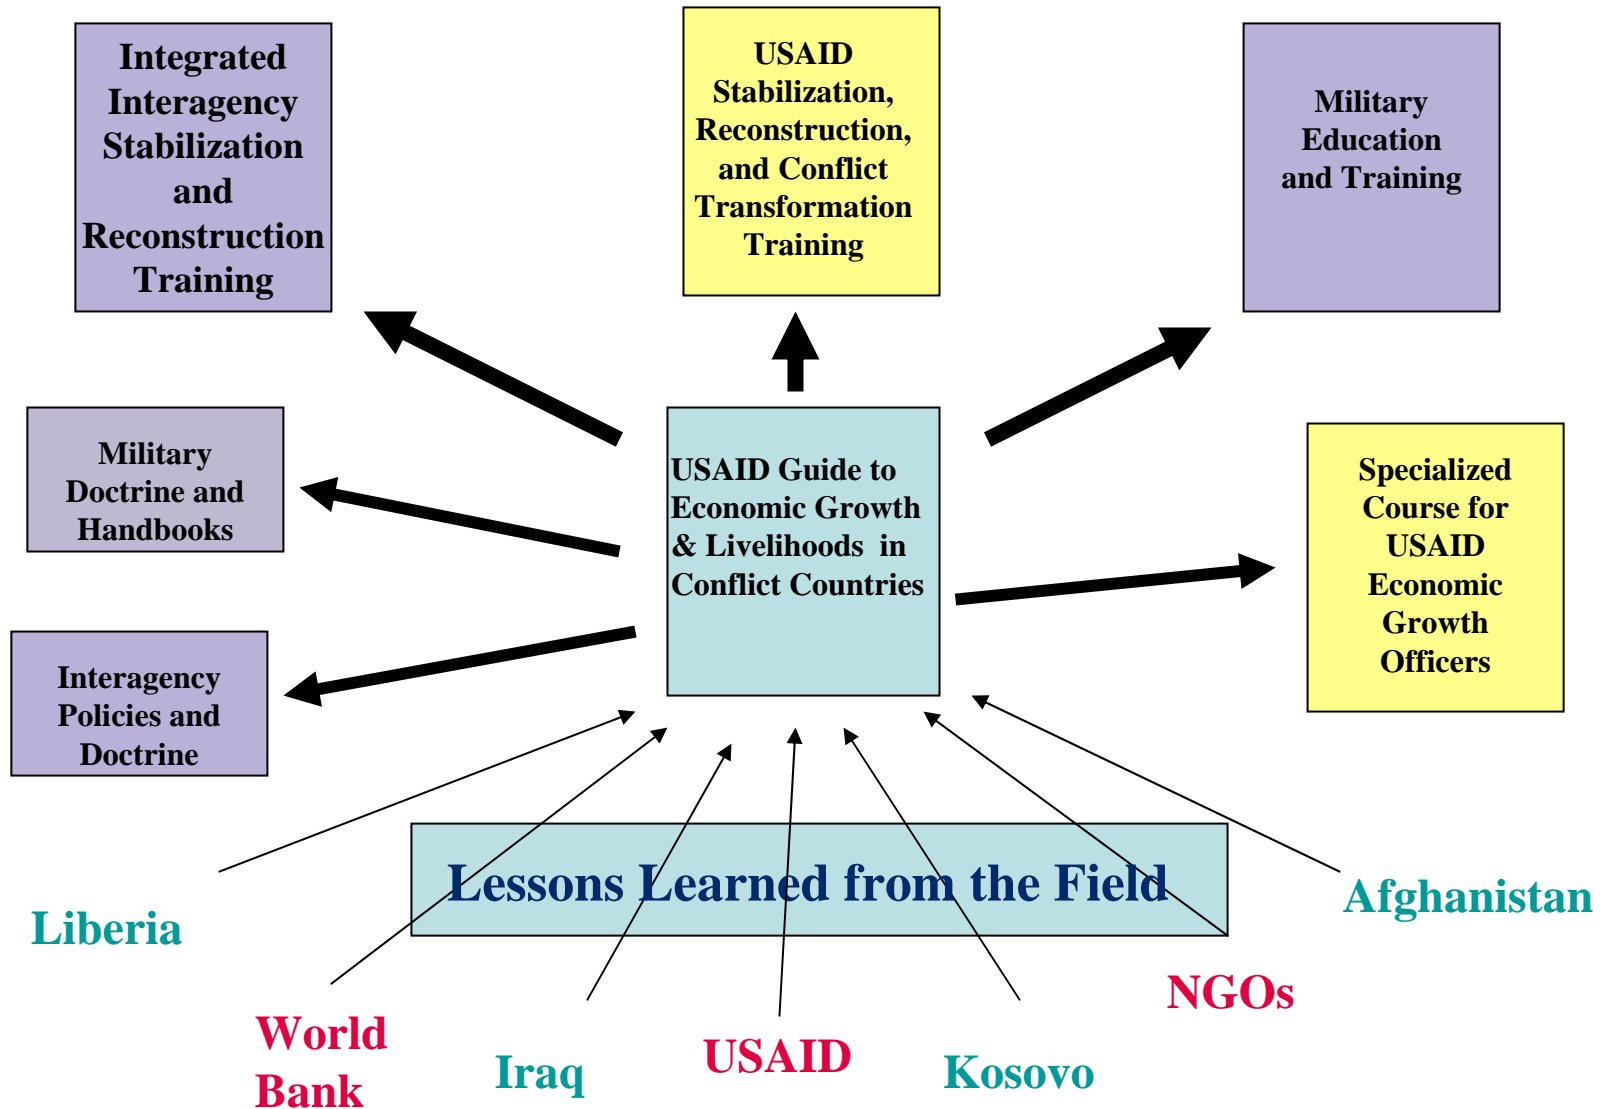 Integrated
Interagency
Stabilization
and
Reconstruction
Training
USAID
Stabilization,
Reconstruction,
and Conflict
Transformation
Training
Military
Education
and Training
Military
Doctrine and
Handbooks
USAID Guide to
Economic Growth
& Livelihoods in
Conflict Countries
Specialized
Course for
USAID
Economic
Growth
Officers
Interagency
Policies and
Doctrine
Lessons Learned from the Field
Liberia
World
Bank
Iraq
USAID
Kosovo
NGOs
Afghanistan